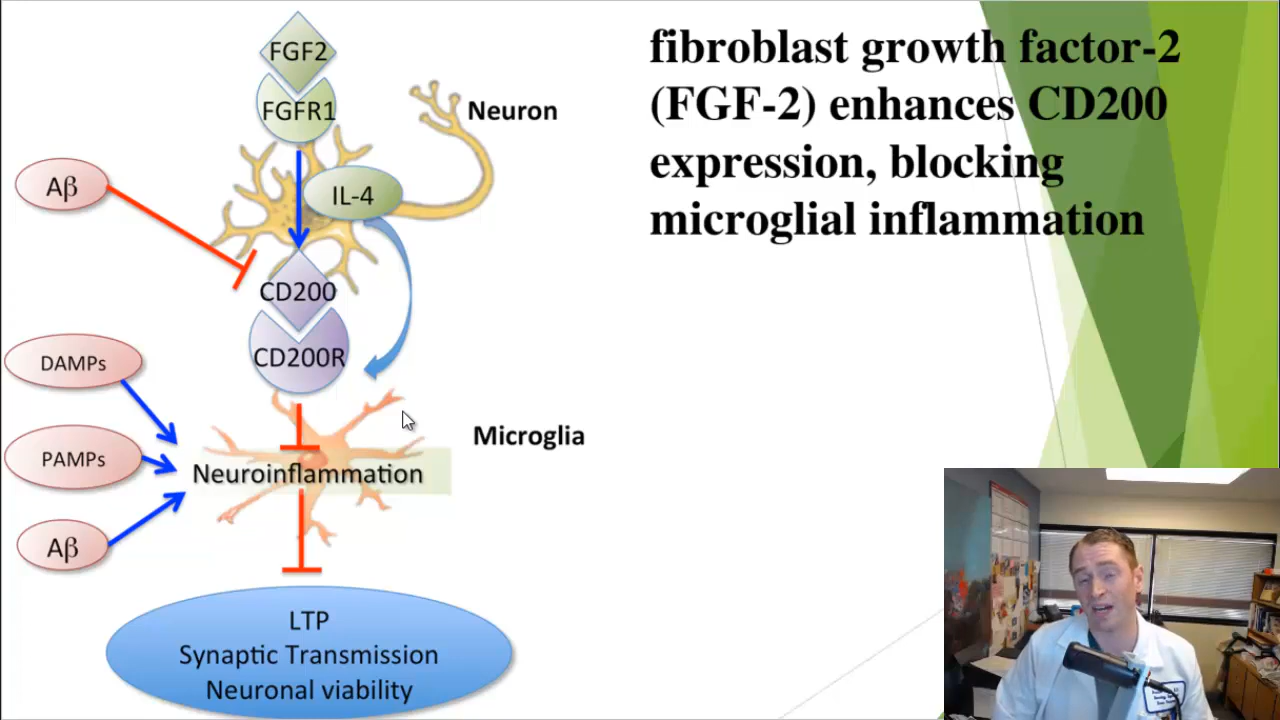 FGF2
FGFR1
Neuron
Aβ
IL-4
CD200
CD200R
DAMPs
PAMPs
Aβ
Microglia
Neuroinflammation
LTP
Synaptic Transmission
Neuronal viability
fibroblast growth factor-2
(FGF-2) enhances CD200
expression, blocking
microglial inflammation